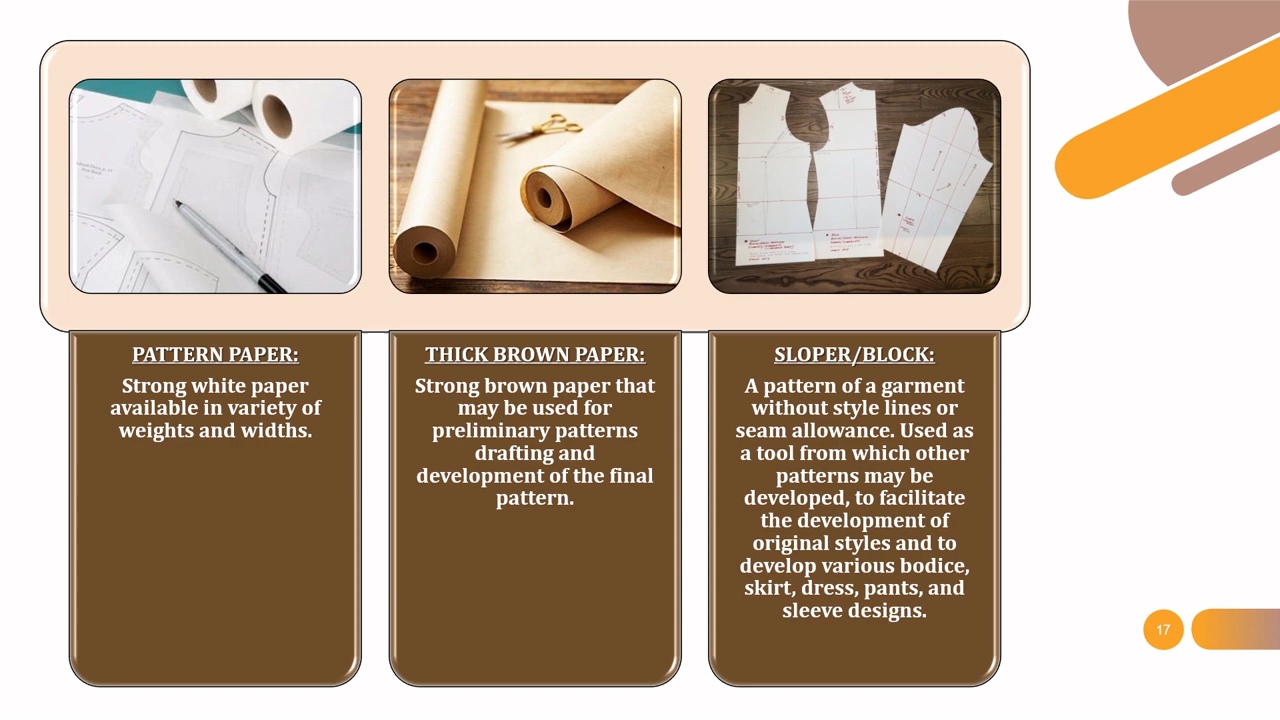 PATTERN PAPER:
Strong white paper
available in variety of
weights and widths.
THICK BROWN PAPER:
Strong brown paper that
may be used for
preliminary patterns
drafting and
development of the final
pattern.
SLOPER/BLOCK:
A pattern of a garment
without style lines or
seam allowance. Used as
a tool from which other
patterns may be
developed, to facilitate
the development of
original styles and to
develop various bodice,
skirt, dress, pants, and
sleeve designs.
17